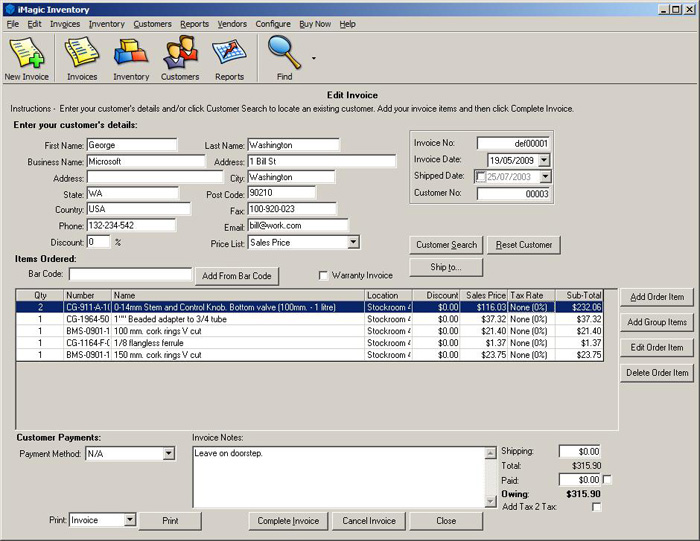 iMagic Inventory
File Edit Invoices Inventory Customers Reports Vendors Configure Buy Now Help
New Invoice Invoices Inventory Customers Reports Find
Edit Invoice
Instructions - Enter your customer's details and/or click Customer Search to locate an existing customer. Add your invoice items and then click Complete Invoice.
Enter your customer's details:
First Name: George Last Name: Washington Invoice No: def00001
Business Name: Microsoft Address: 1 Bill St Invoice Date: 19/05/2009
Address: City: Washington Shipped Date: 25/07/2003
State: WA Post Code: 90210 Customer No: 00003
Country: USA Fax: 100-920-023
Phone: 132-234-542 Email: bill@work.com
Discount: 0 % Price List: Sales Price Customer Search Reset Customer
Items Ordered: Ship to...
Bar Code: Add From Bar Code Warranty Invoice
Qty Number Name Location Discount Sales Price Tax Rate Sub-Total
2 CG-911-A-1( 0-14mm Stem and Control Knob. Bottom valve (100mm. - 1 litre) Stockroom 4 $0.00 $116.03 None (0%) $232.06
1 CG-1964-50 1"" Beaded adapter to 3/4 tube Stockroom 4 $0.00 $37.32 None (0%) $37.32
1 BMS-0901-1 100 mm. cork rings V cut Stockroom 4 $0.00 $21.40 None (0%) $21.40
1 CG-1164-F-( 1/8 flangless ferrule Stockroom 4 $0.00 $1.37 None (0%) $1.37
1 BMS-0901-1 150 mm. cork rings V cut Stockroom 4 $0.00 $23.75 None (0%) $23.75
Add Order Item
Add Group Items
Edit Order Item
Delete Order Item
Customer Payments: Invoice Notes:
Payment Method: N/A Leave on doorstep. Shipping: $0.00
Total: $315.90
Paid: $0.00
Owing: $315.90
Add Tax 2 Tax:
Print: Invoice Print Complete Invoice Cancel Invoice Close